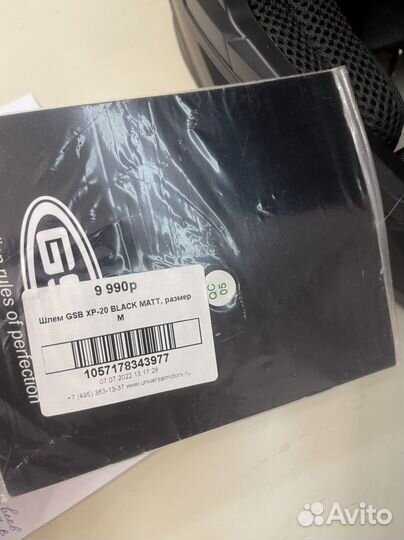 9 990р
Шлем GSB XP-20 BLACK MATT, размер
M
1057178343977
07.07.2022 13:17:28
+7 (495) 363-13-37 www.universalmotors.ru
QC
05
rules of perfection
Avito